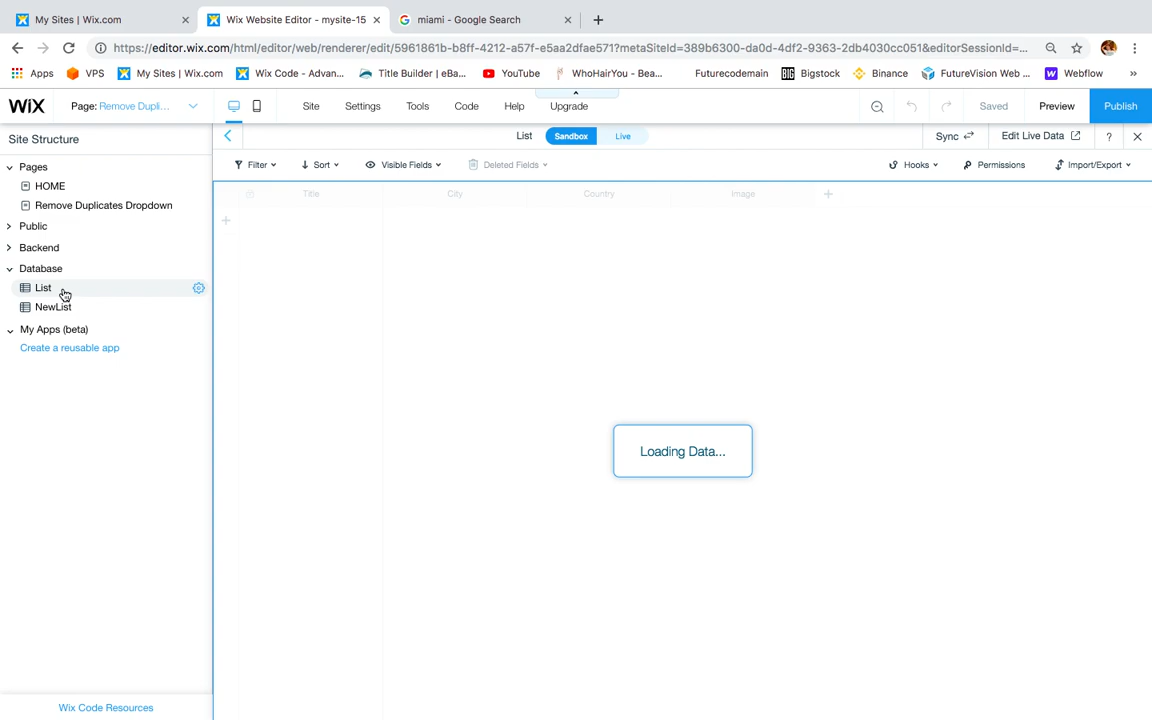 My Sites | Wix.com
Wix Website Editor - mysite-15
miami - Google Search
https://editor.wix.com/html/editor/web/renderer/edit/5961861b-b8ff-4212-a57f-e5aa2dfae571?metaSiteId=389b6300-da0d-4df2-9363-2db4030cc051&editorSessionId=...
Apps
VPS
My Sites | Wix.com
Wix Code - Advan...
Title Builder | eBa...
YouTube
WhoHairYou - Bea...
Futurecodemain
BIG Bigstock
Binance
FutureVision Web ...
Webflow
»
WiX
Page: Remove Dupli...
Site
Settings
Tools
Code
Help
Upgrade
Saved
Preview
Publish
Site Structure
List
Sandbox
Live
Sync
Edit Live Data
?
Filter
Sort
Visible Fields
Deleted Fields
Hooks
Permissions
Import/Export
Pages
HOME
Remove Duplicates Dropdown
Public
Backend
Database
List
NewList
My Apps (beta)
Create a reusable app
Title
City
Country
Image
Loading Data...
Wix Code Resources